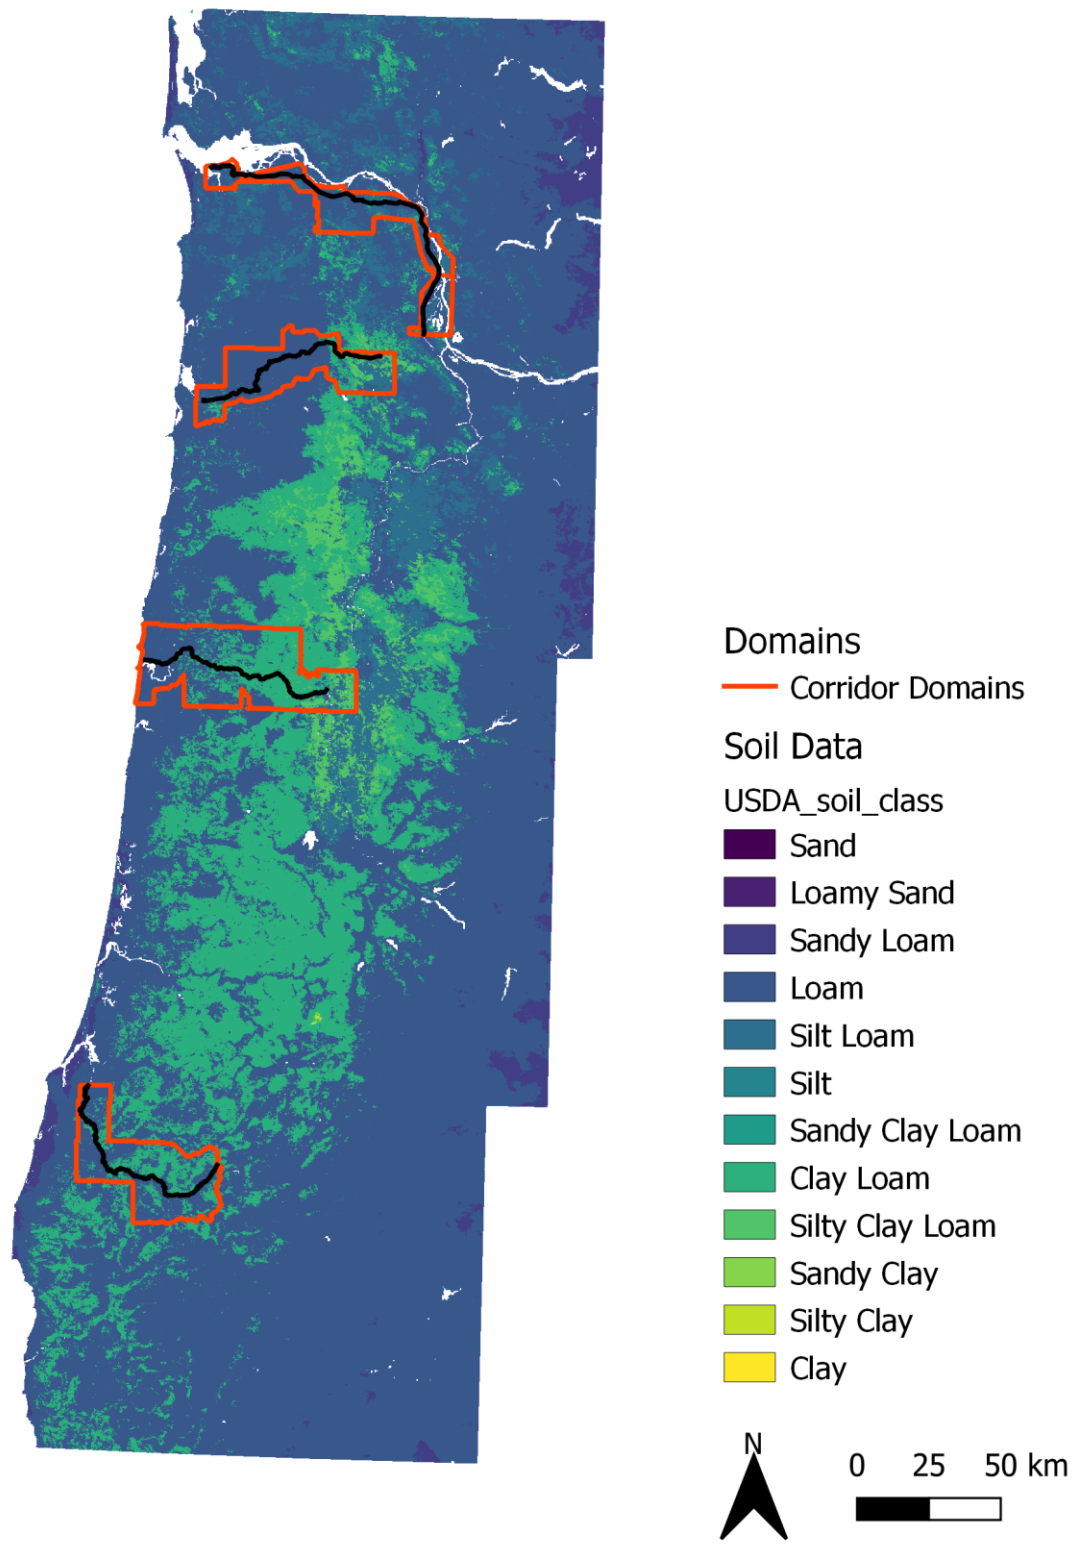 Domains
Corridor Domains
Soil Data
USDA_soil_class
Sand
Loamy Sand
Sandy Loam
Loam
Silt Loam
Silt
Sandy Clay Loam
Clay Loam
Silty Clay Loam
Sandy Clay
Silty Clay
Clay
N
0 25 50 km